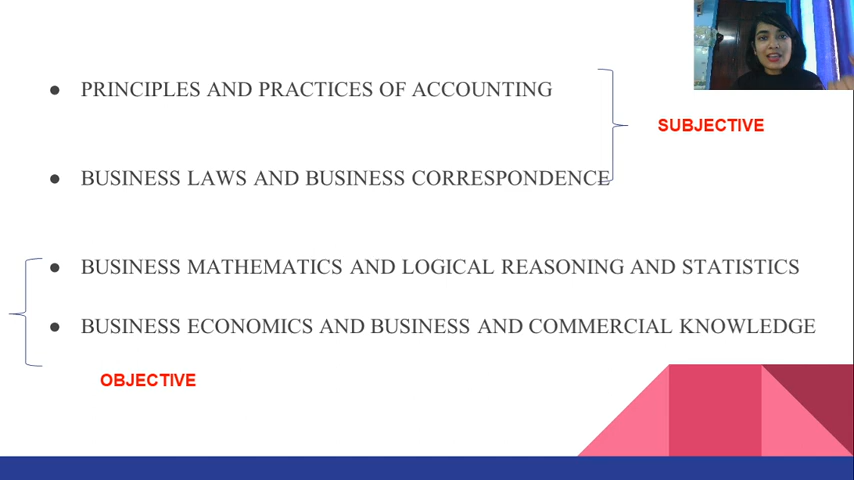 ● PRINCIPLES AND PRACTICES OF ACCOUNTING
SUBJECTIVE
● BUSINESS LAWS AND BUSINESS CORRESPONDENCE
● BUSINESS MATHEMATICS AND LOGICAL REASONING AND STATISTICS
● BUSINESS ECONOMICS AND BUSINESS AND COMMERCIAL KNOWLEDGE
OBJECTIVE